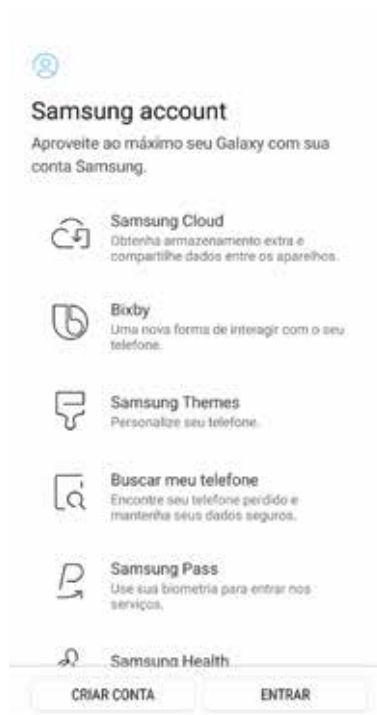 Samsung account
Aproveite ao máximo seu Galaxy com sua
conta Samsung.
Samsung Cloud
Obtenha armazenamento extra e
compartilhe dados entre os aparelhos.
Bixby
Uma nova forma de interagir com o seu
telefone.
Samsung Themes
Personalize seu telefone.
Buscar meu telefone
Encontre seu telefone perdido e
mantenha seus dados seguros.
Samsung Pass
Use sua biometria para entrar nos
serviços.
Samsung Health
CRIAR CONTA
ENTRAR